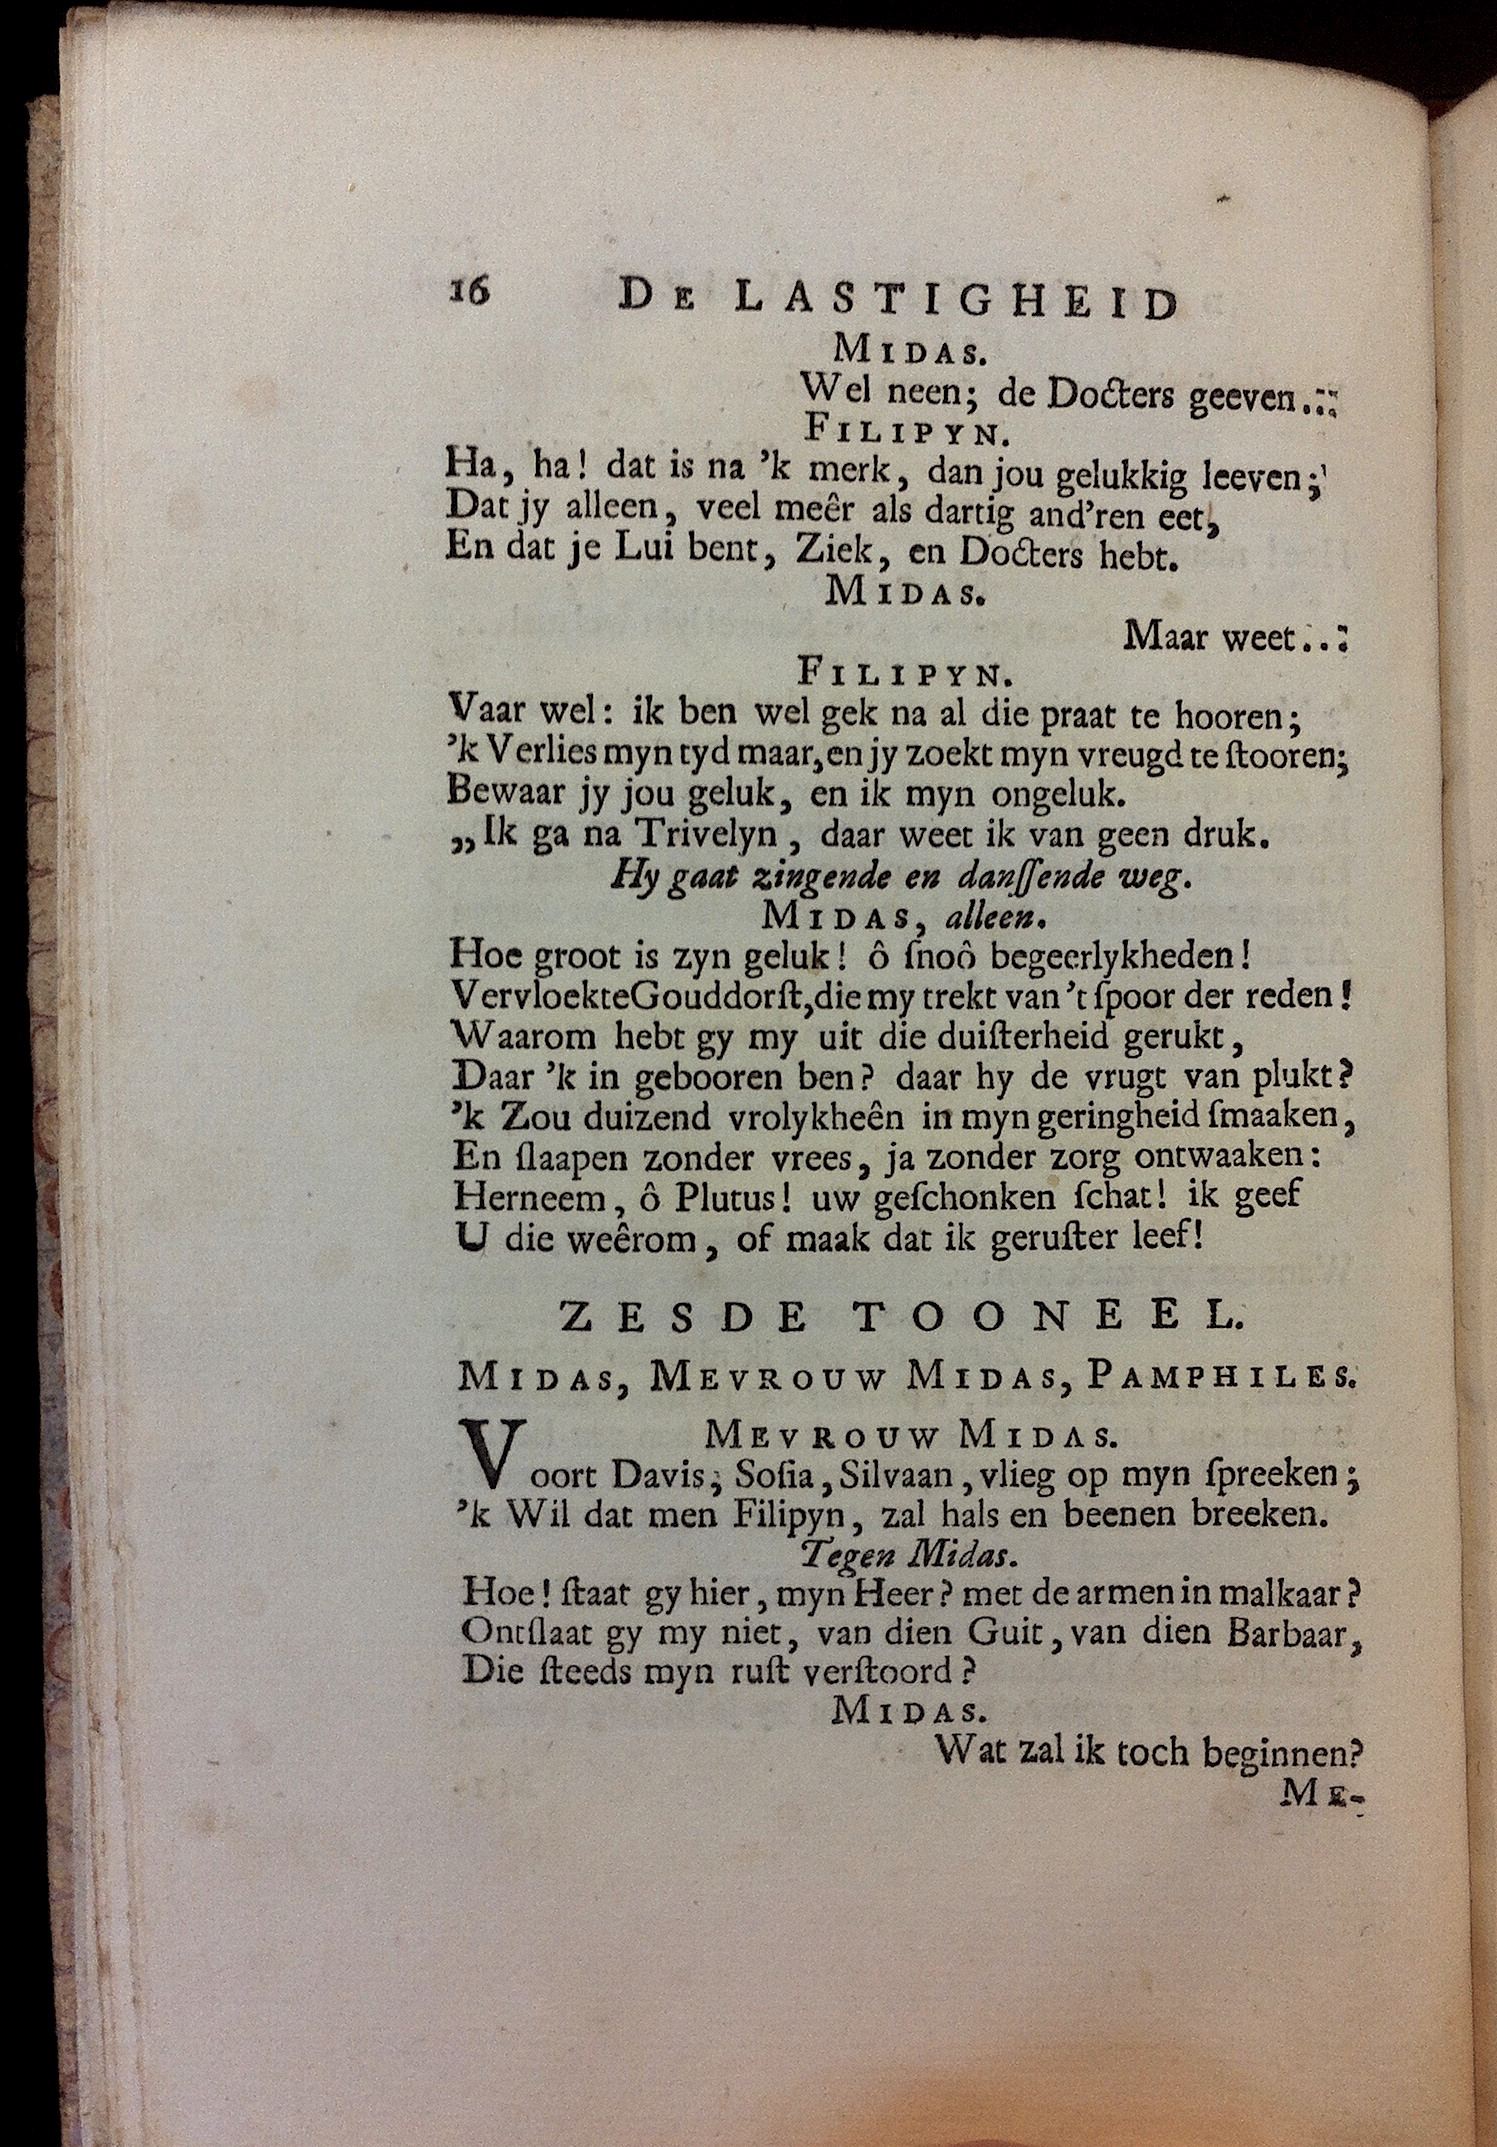 16 DE LASTIGHEID
MIDAS.
Wel neen; de Docters geeven...
FILIPYN.
Ha, ha! dat is na 'k merk, dan jou gelukkig leeven;
Dat jy alleen, veel meêr als dartig and'ren eet,
En dat je Lui bent, Ziek, en Docters hebt.
MIDAS.
Maar weet...
FILIPYN.
Vaar wel: ik ben wel gek na al die praat te hooren;
'k Verlies myn tyd maar, en jy zoekt myn vreugd te ſtooren;
Bewaar jy jou geluk, en ik myn ongeluk.
„Ik ga na Trivelyn, daar weet ik van geen druk.
Hy gaat zingende en danſſende weg.
MIDAS, alleen.
Hoe groot is zyn geluk! ô ſnoô begeerlykheden!
Vervloekte Gouddorſt, die my trekt van 't ſpoor der reden!
Waarom hebt gy my uit die duiſterheid gerukt,
Daar 'k in gebooren ben? daar hy de vrugt van plukt?
'k Zou duizend vrolykheên in myn geringheid ſmaaken,
En ſlaapen zonder vrees, ja zonder zorg ontwaaken:
Herneem, ô Plutus! uw geſchonken ſchat! ik geef
U die weêrom, of maak dat ik geruſter leef!
ZESDE TOONEEL.
MIDAS, MEVROUW MIDAS, PAMPHILES.
MEVROUW MIDAS.
Voort Davis, Soſia, Silvaan, vlieg op myn ſpreeken;
'k Wil dat men Filipyn, zal hals en beenen breeken.
Tegen Midas.
Hoe! ſtaat gy hier, myn Heer? met de armen in malkaar?
Ontſlaat gy my niet, van dien Guit, van dien Barbaar,
Die ſteeds myn ruſt verſtoord?
MIDAS.
Wat zal ik toch beginnen?
ME-